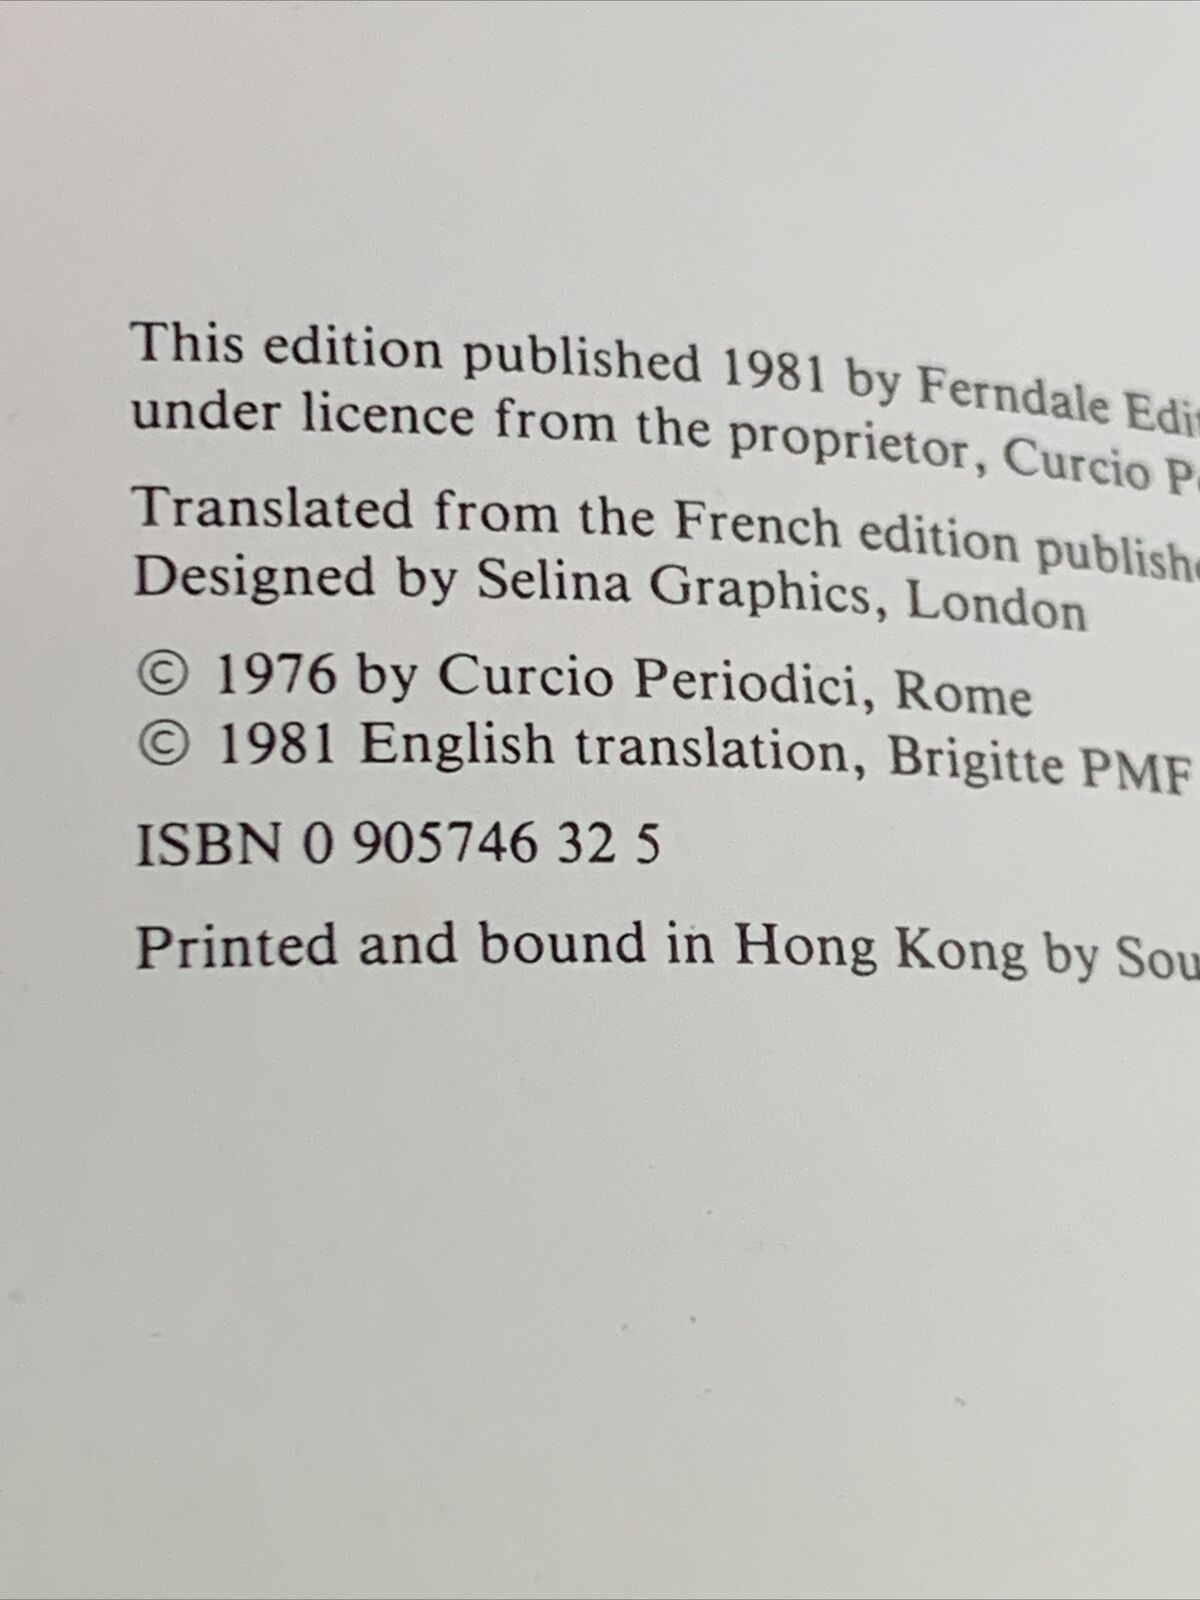 This edition published 1981 by Ferndale
under licence from the proprietor, Curcio
Translated from the French edition
Designed by Selina Graphics, London
© 1976 by Curcio Periodici, Rome
© 1981 English translation, Brigitte PMF
ISBN 0 905746 32 5
Printed and bound in Hong Kong by